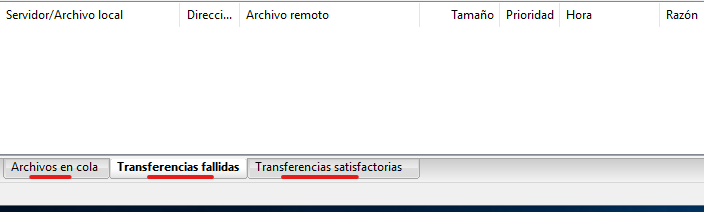 Servidor/Archivo local Direcci... Archivo remoto Tamaño Prioridad Hora Razón
Archivos en cola Transferencias fallidas Transferencias satisfactorias